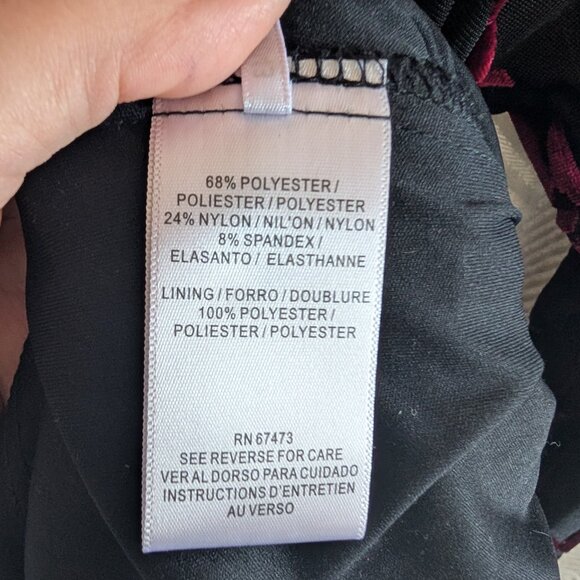 68% POLYESTER /
POLIESTER / POLYESTER
24% NYLON / NIL'ON / NYLON
8% SPANDEX /
ELASANTO / ELASTHANNE
LINING / FORRO / DOUBLURE
100% POLYESTER /
POLIESTER / POLYESTER
RN 67473
SEE REVERSE FOR CARE
VER AL DORSO PARA CUIDADO
INSTRUCTIONS D'ENTRETIEN
AU VERSO